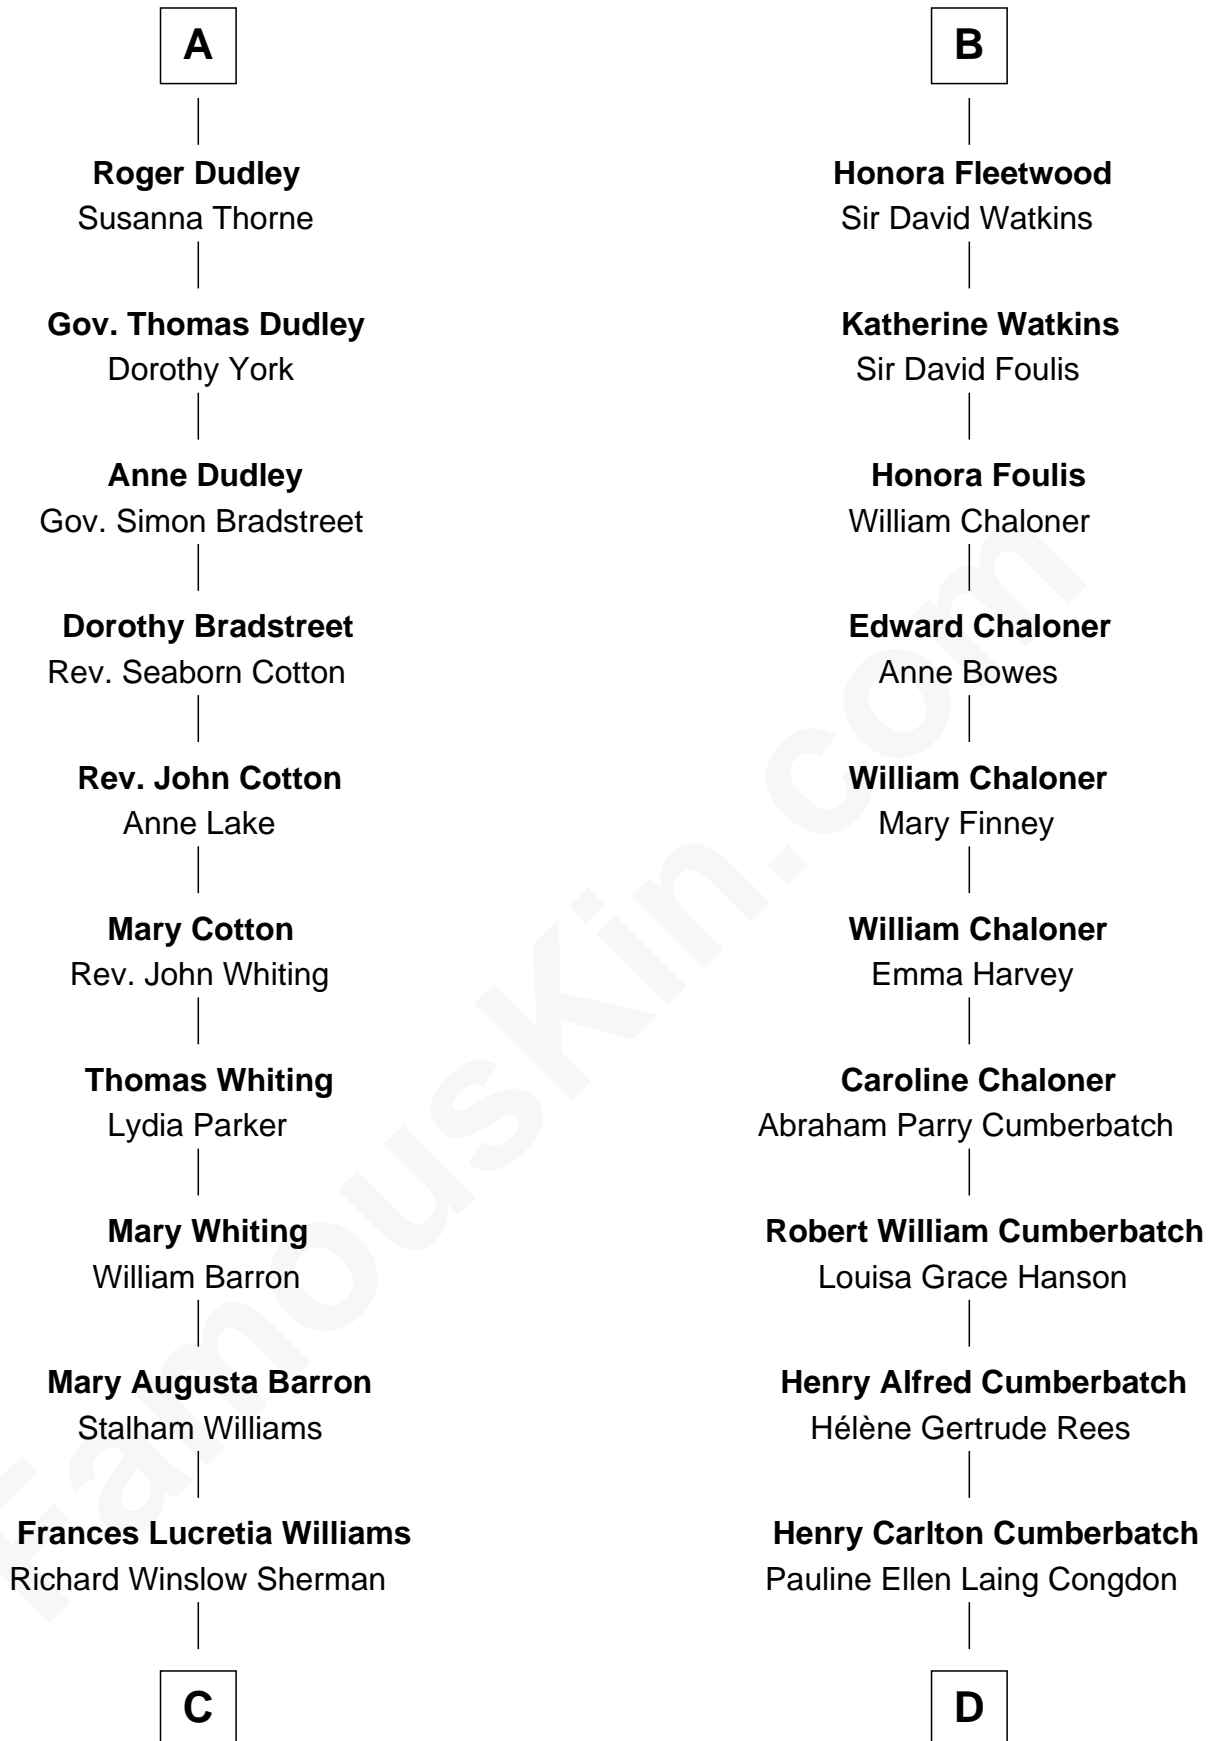 A
Roger Dudley
Susanna Thorne
Gov. Thomas Dudley
Dorothy York
Anne Dudley
Gov. Simon Bradstreet
Dorothy Bradstreet
Rev. Seaborn Cotton
Rev. John Cotton
Anne Lake
Mary Cotton
Rev. John Whiting
Thomas Whiting
Lydia Parker
Mary Whiting
William Barron
Mary Augusta Barron
Stalham Williams
Frances Lucretia Williams
Richard Winslow Sherman
C
B
Honora Fleetwood
Sir David Watkins
Katherine Watkins
Sir David Foulis
Honora Foulis
William Chaloner
Edward Chaloner
Anne Bowes
William Chaloner
Mary Finney
William Chaloner
Emma Harvey
Caroline Chaloner
Abraham Parry Cumberbatch
Robert William Cumberbatch
Louisa Grace Hanson
Henry Alfred Cumberbatch
Hélène Gertrude Rees
Henry Carlton Cumberbatch
Pauline Ellen Laing Congdon
D
FamousKin.com